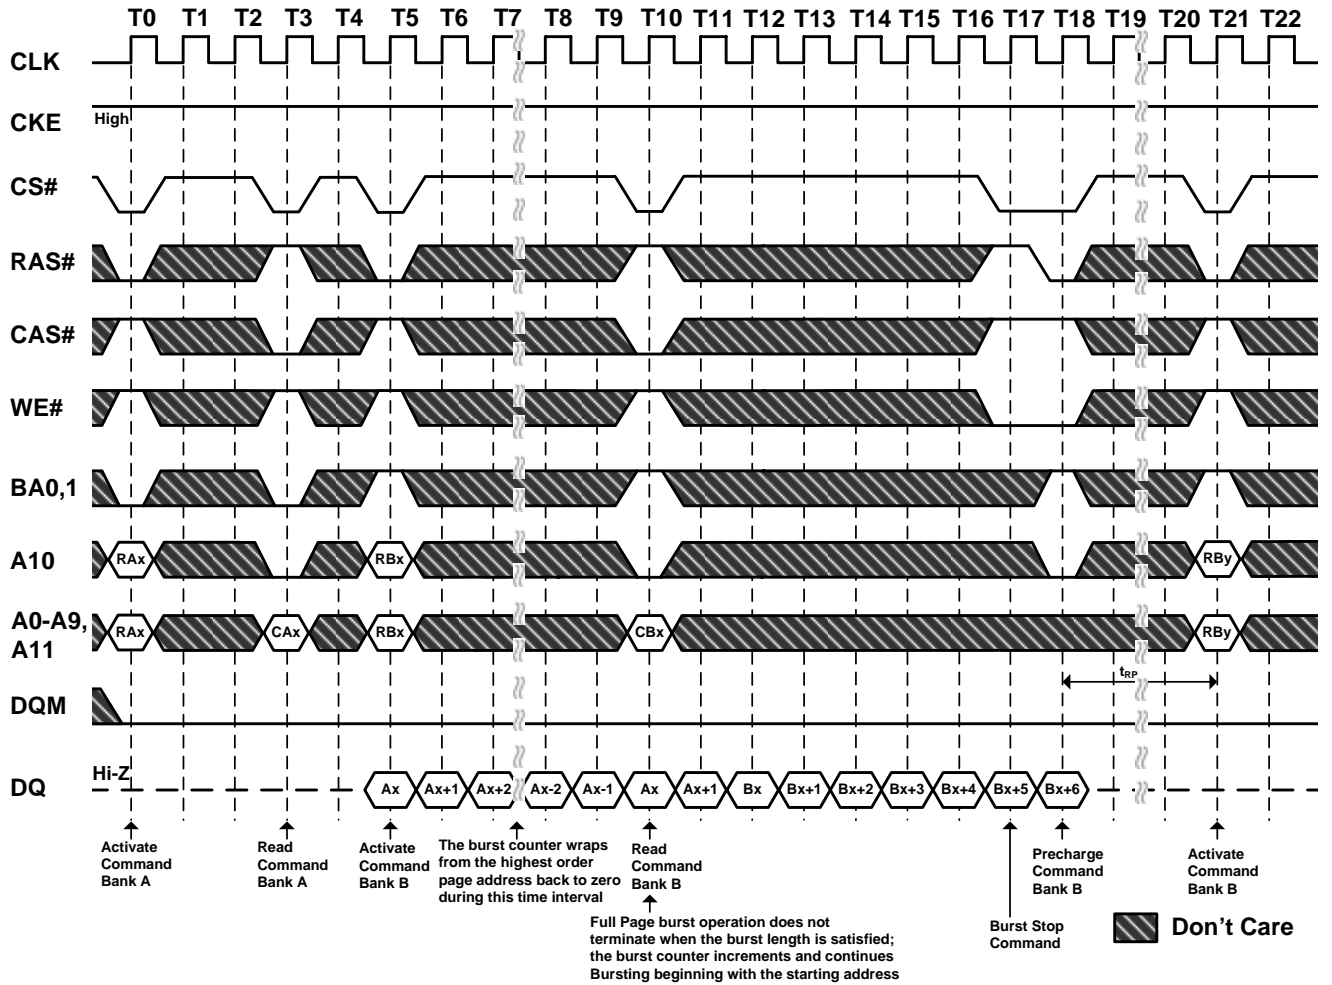 T0 T1 T2 T3 T4 T5 T6 T7 T8 T9 T10 T11 T12 T13 T14 T15 T16 T17 T18 T19 T20 T21 T22
CLK
CKE High
CS#
RAS#
CAS#
WE#
BA0,1
A10 RAx RBx RBy
A0-A9, A11 RAx CAx RBx CBx RBy
tRP
DQM
DQ Hi-Z Ax Ax+1 Ax+2 Ax-2 Ax-1 Ax Ax+1 Bx Bx+1 Bx+2 Bx+3 Bx+4 Bx+5 Bx+6
Activate
Command
Bank A
Read
Command
Bank A
Activate
Command
Bank B
The burst counter wraps
from the highest order
page address back to zero
during this time interval
Read
Command
Bank B
Full Page burst operation does not
terminate when the burst length is satisfied;
the burst counter increments and continues
Bursting beginning with the starting address
Burst Stop
Command
Precharge
Command
Bank B
Activate
Command
Bank B
Don't Care